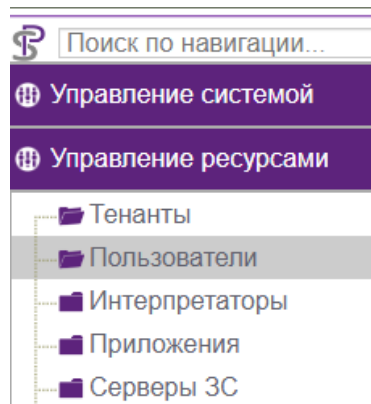 Поиск по навигации...
Управление системой
Управление ресурсами
Тенанты
Пользователи
Интерпретаторы
Приложения
Серверы ЗС